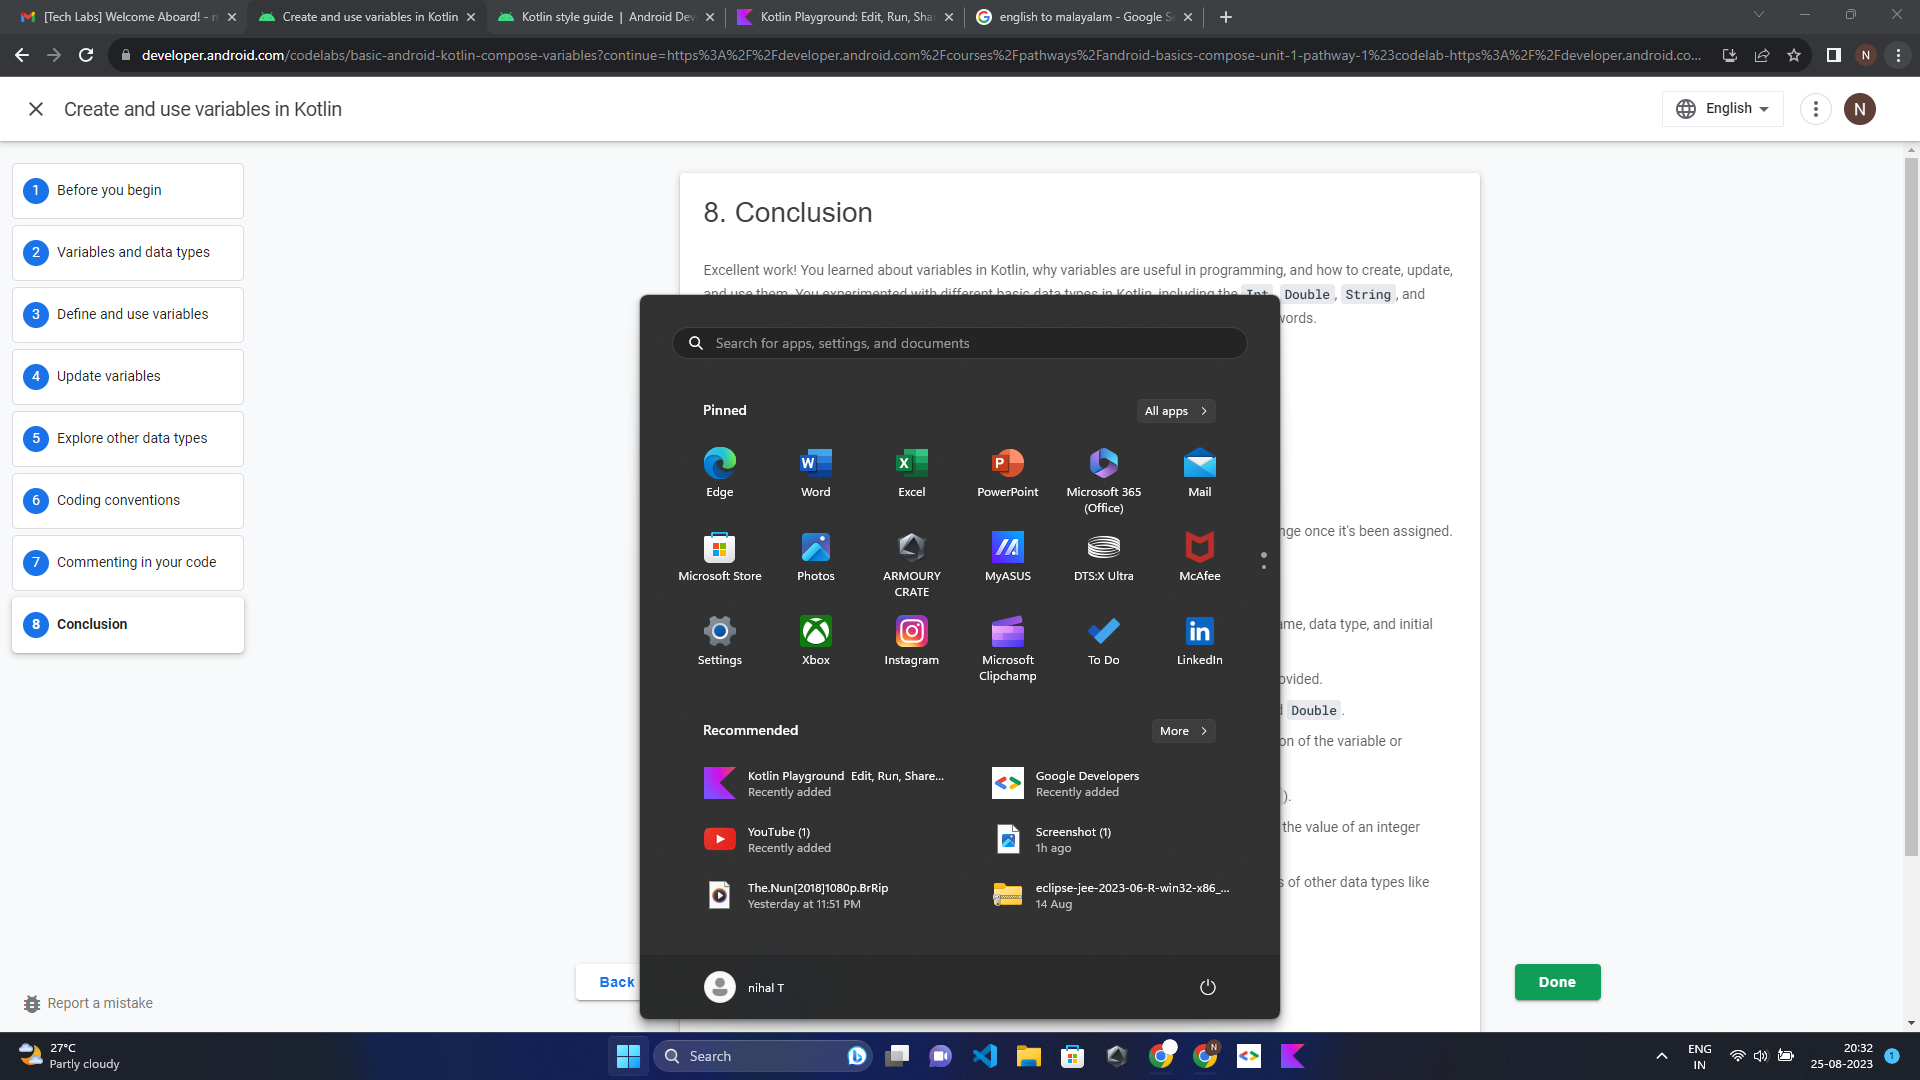 [Tech Labs] Welcome Aboard! - n
Create and use variables in Kotlin
Kotlin style guide | Android Dev
Kotlin Playground: Edit, Run, Sha
english to malayalam - Google Se
developer.android.com/codelabs/basic-android-kotlin-compose-variables?continue=https%3A%2F%2Fdeveloper.android.com%2Fcourses%2Fpathways%2Fandroid-basics-compose-unit-1-pathway-1%23codelab-https%3A%2F%2Fdeveloper.android.co...
N
Create and use variables in Kotlin
English
N
1 Before you begin
2 Variables and data types
3 Define and use variables
4 Update variables
5 Explore other data types
6 Coding conventions
7 Commenting in your code
8 Conclusion
Report a mistake
8. Conclusion
Excellent work! You learned about variables in Kotlin, why variables are useful in programming, and how to create, update,
and use them. You experimented with different basic data types in Kotlin, including the Int, Double, String, and
words.
nge once it's been assigned.
ame, data type, and initial
ovided.
Double.
on of the variable or
).
the value of an integer
s of other data types like
Back
Done
Search for apps, settings, and documents
Pinned
All apps
Edge
Word
Excel
PowerPoint
Microsoft 365
(Office)
Mail
Microsoft Store
Photos
ARMOURY
CRATE
MyASUS
DTS:X Ultra
McAfee
Settings
Xbox
Instagram
Microsoft
Clipchamp
To Do
LinkedIn
Recommended
More
Kotlin Playground Edit, Run, Share...
Recently added
Google Developers
Recently added
YouTube (1)
Recently added
Screenshot (1)
1h ago
The.Nun[2018]1080p.BrRip
Yesterday at 11:51 PM
eclipse-jee-2023-06-R-win32-x86_...
14 Aug
nihal T
27°C
Partly cloudy
Search
N
ENG
IN
20:32
25-08-2023
1